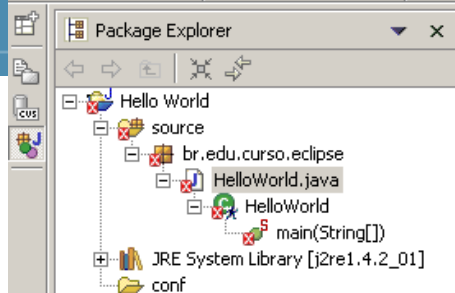 Package Explorer
CVS
Hello World
source
br.edu.curso.eclipse
HelloWorld.java
HelloWorld
main(String[])
JRE System Library [j2re1.4.2_01]
conf